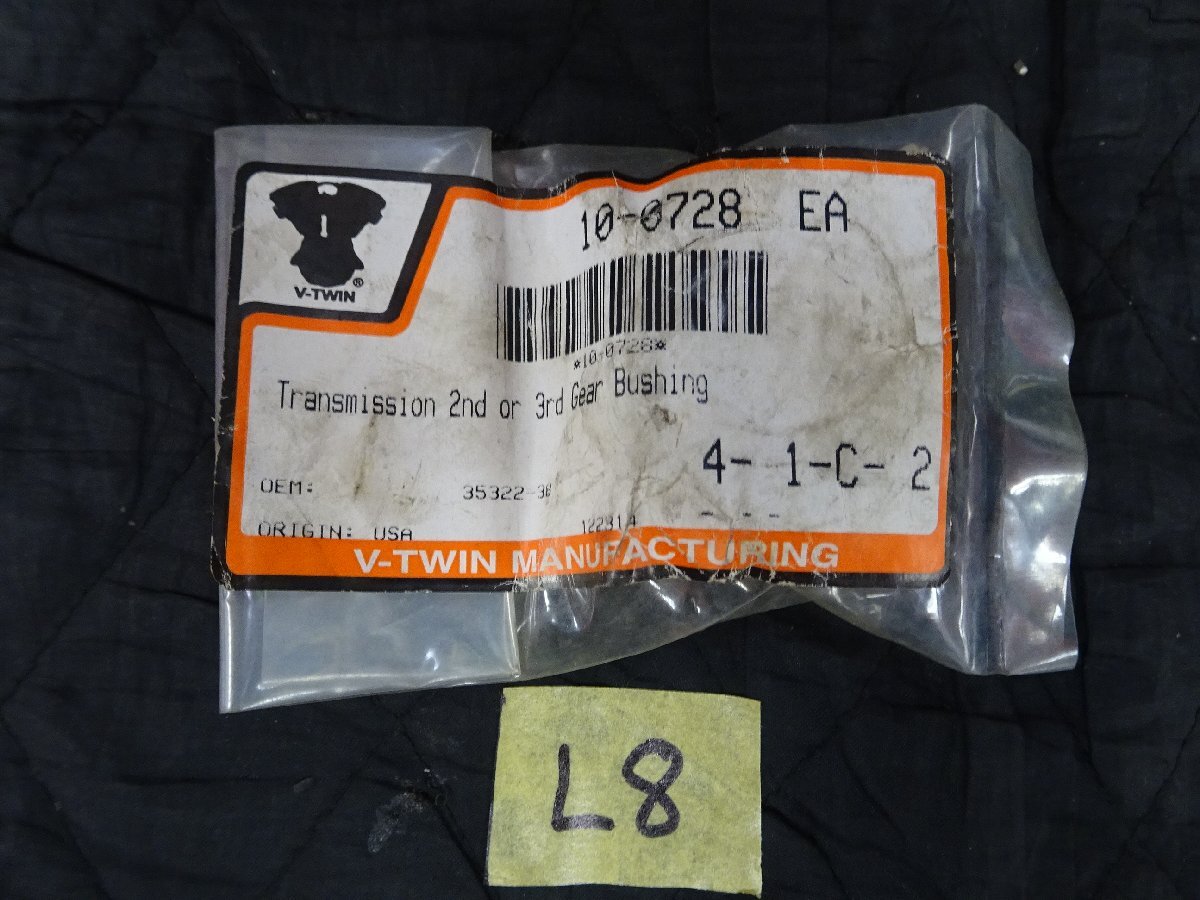 10-0728 EA
V-TWIN®
*10-0728*
Transmission 2nd or 3rd Gear Bushing
4- 1-C- 2
OEM: 35322-36
- - -
ORIGIN: USA 122314
V-TWIN MANUFACTURING
L8